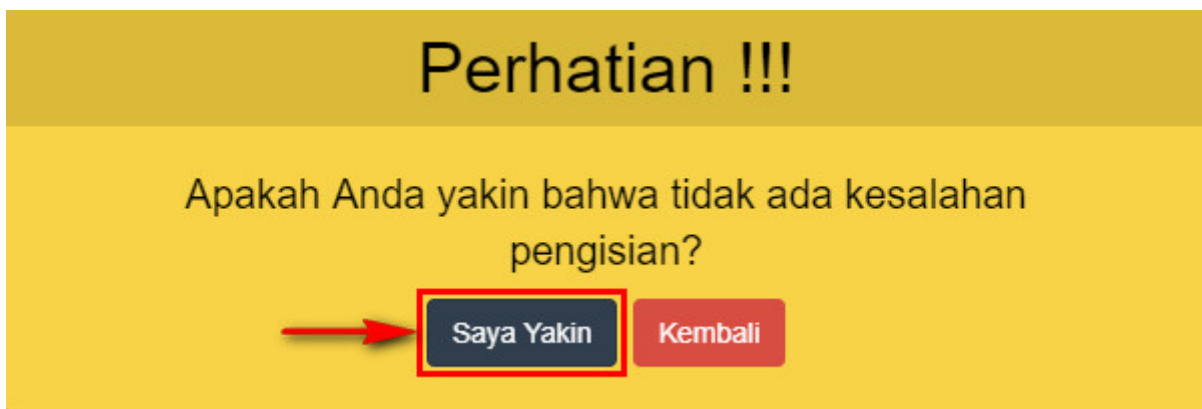 Perhatian !!!
Apakah Anda yakin bahwa tidak ada kesalahan
pengisian?
Saya Yakin
Kembali